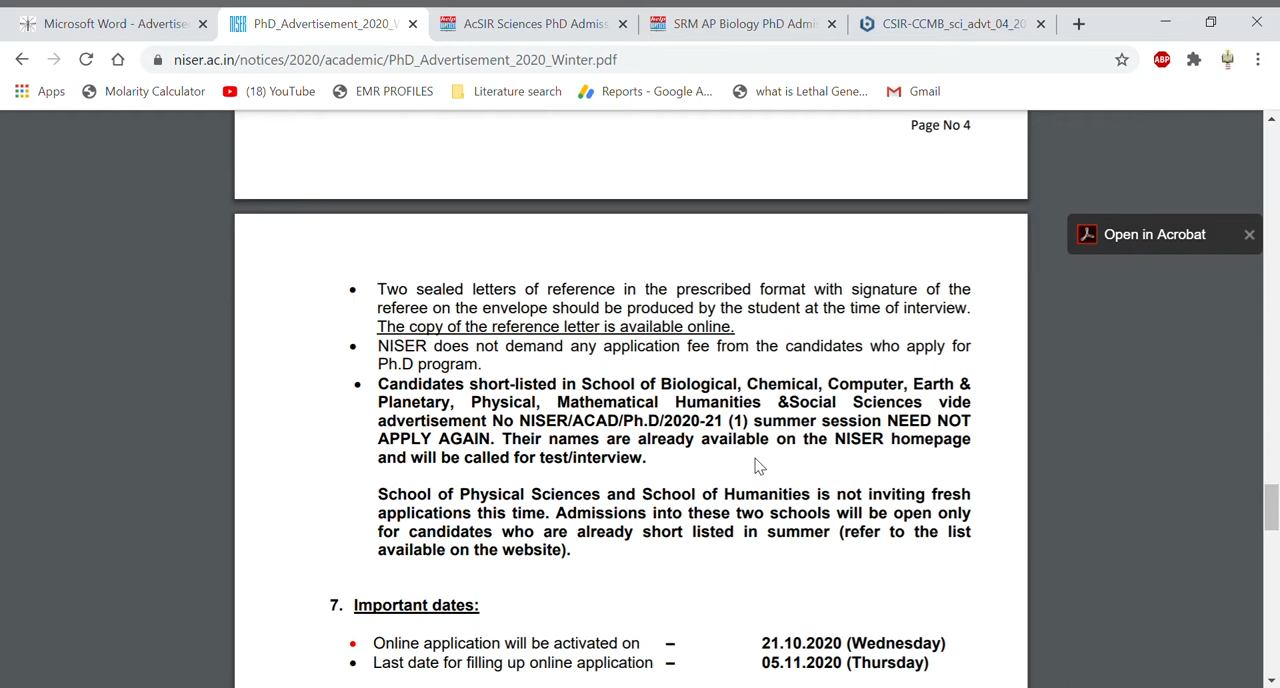 Microsoft Word - Advertise
PhD_Advertisement_2020_
AcSIR Sciences PhD Admiss
SRM AP Biology PhD Admi
CSIR-CCMB_sci_advt_04_20
niser.ac.in/notices/2020/academic/PhD_Advertisement_2020_Winter.pdf
ABP
Apps
Molarity Calculator
(18) YouTube
EMR PROFILES
Literature search
Reports - Google A...
what is Lethal Gene...
Gmail
Page No 4
Open in Acrobat
• Two sealed letters of reference in the prescribed format with signature of the
referee on the envelope should be produced by the student at the time of interview.
The copy of the reference letter is available online.
• NISER does not demand any application fee from the candidates who apply for
Ph.D program.
• Candidates short-listed in School of Biological, Chemical, Computer, Earth &
Planetary, Physical, Mathematical Humanities &Social Sciences vide
advertisement No NISER/ACAD/Ph.D/2020-21 (1) summer session NEED NOT
APPLY AGAIN. Their names are already available on the NISER homepage
and will be called for test/interview.
School of Physical Sciences and School of Humanities is not inviting fresh
applications this time. Admissions into these two schools will be open only
for candidates who are already short listed in summer (refer to the list
available on the website).
7. Important dates:
• Online application will be activated on – 21.10.2020 (Wednesday)
• Last date for filling up online application – 05.11.2020 (Thursday)